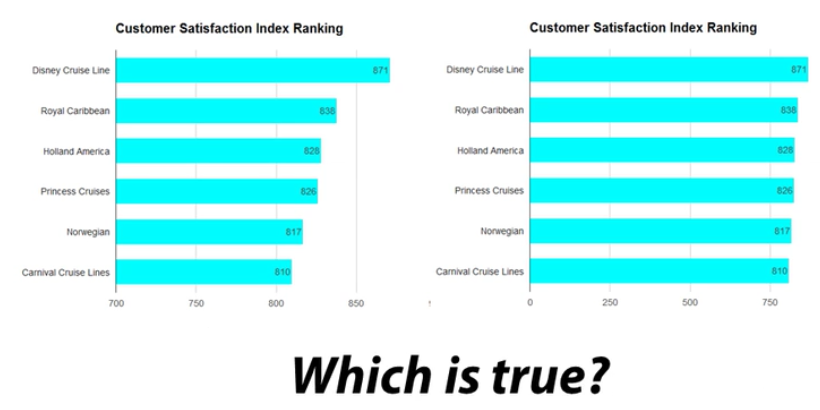 Customer Satisfaction Index Ranking
Disney Cruise Line 871
Royal Caribbean 838
Holland America 828
Princess Cruises 826
Norwegian 817
Carnival Cruise Lines 810
700 750 800 850
Customer Satisfaction Index Ranking
Disney Cruise Line 871
Royal Caribbean 838
Holland America 828
Princess Cruises 826
Norwegian 817
Carnival Cruise Lines 810
0 250 500 750
Which is true?